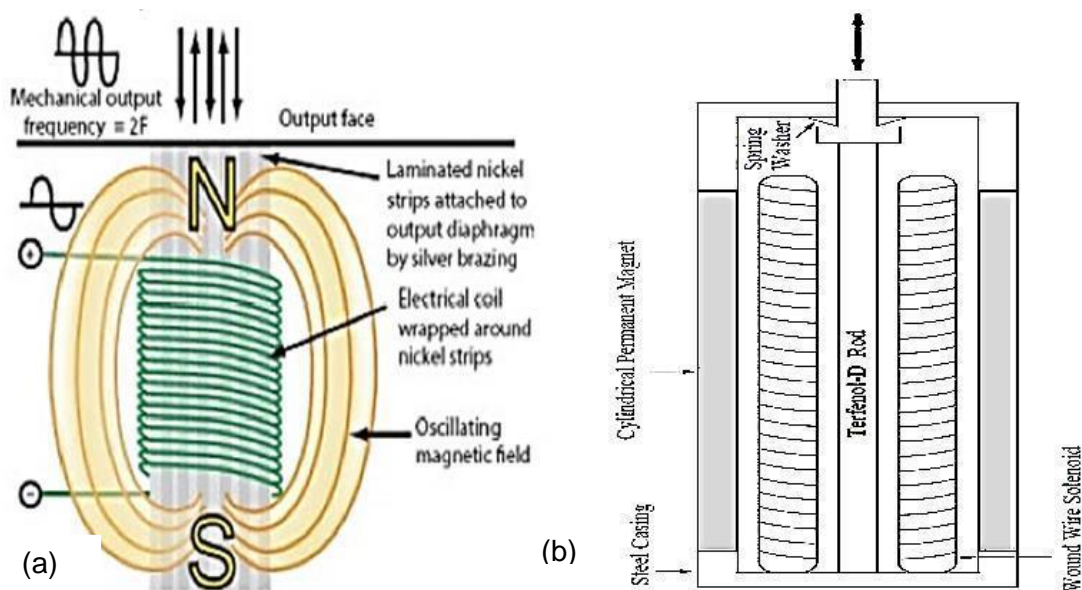 Mechanical output
frequency = 2F
Output face
N
Laminated nickel
strips attached to
output diaphragm
by silver brazing
Electrical coil
wrapped around
nickel strips
Oscillating
magnetic field
+
-
S
(a)
Spring
Washer
Cylindrical Permanent Magnet
Terfenol-D Rod
Steel Casing
Wound Wire Solenoid
(b)